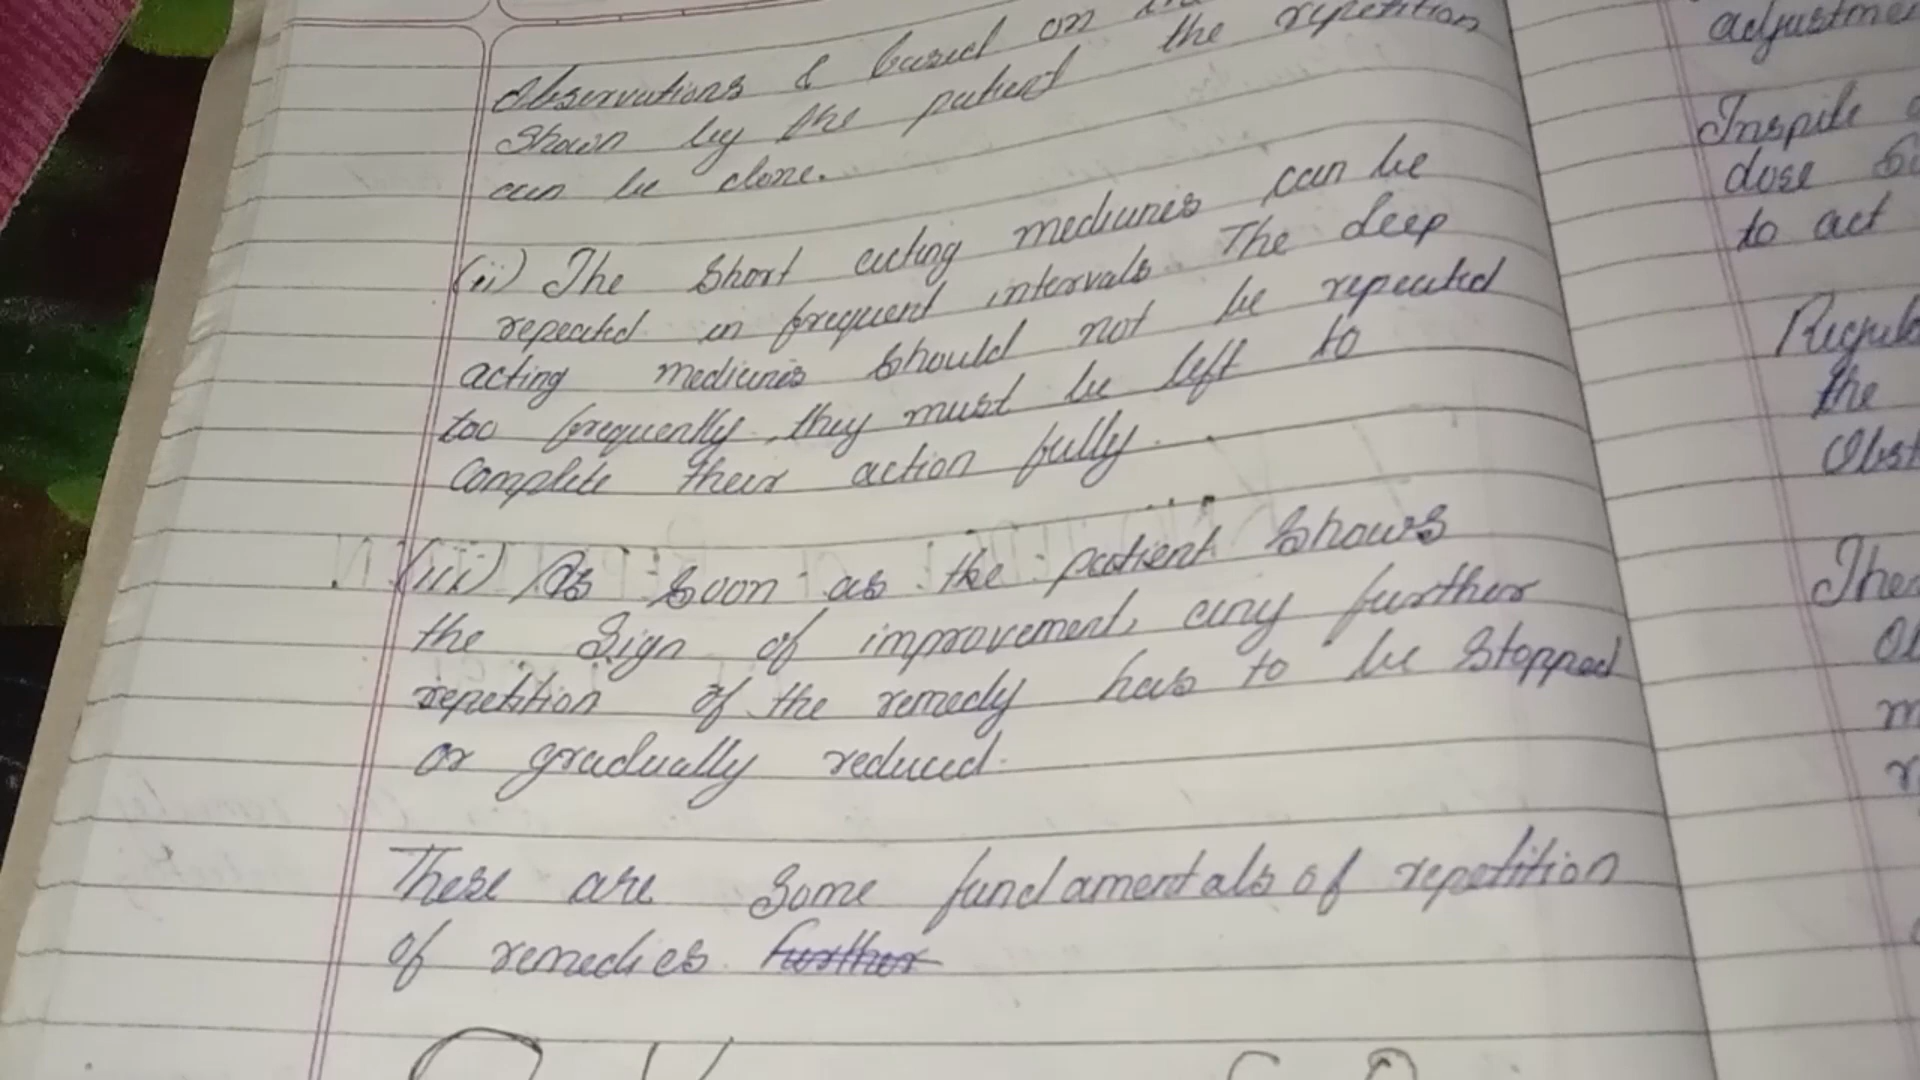 Observations & based on
shown by the patient the repetition
can be done.
(ii) The short acting medicines can be
repeated in frequent intervals. The deep
acting medicines should not be repeated
too frequently, they must be left to
complete their action fully.
(iii) As soon as the patient shows
the sign of improvement, any further
repetition of the remedy has to be stopped
or gradually reduced.
These are some fundamentals of repetition
of remedies. further
Inspite
dose
to act
the